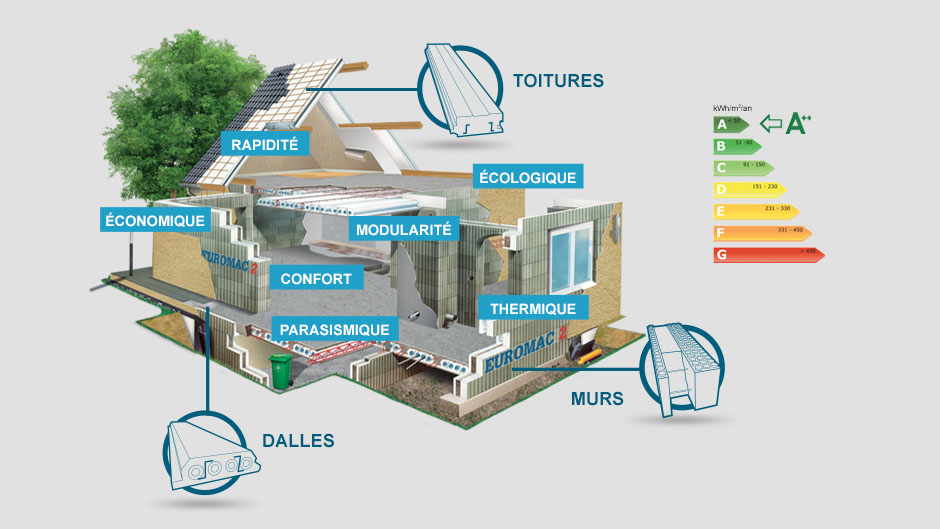 TOITURES
kWh/m²/an
A < 50
A++
B 51 -90
C 91 - 150
D 151 - 230
E 231 - 330
F 331 - 450
G > 450
RAPIDITÉ
ÉCOLOGIQUE
ÉCONOMIQUE
MODULARITÉ
EUROMAC 2
CONFORT
THERMIQUE
PARASISMIQUE
EUROMAC 2
MURS
DALLES